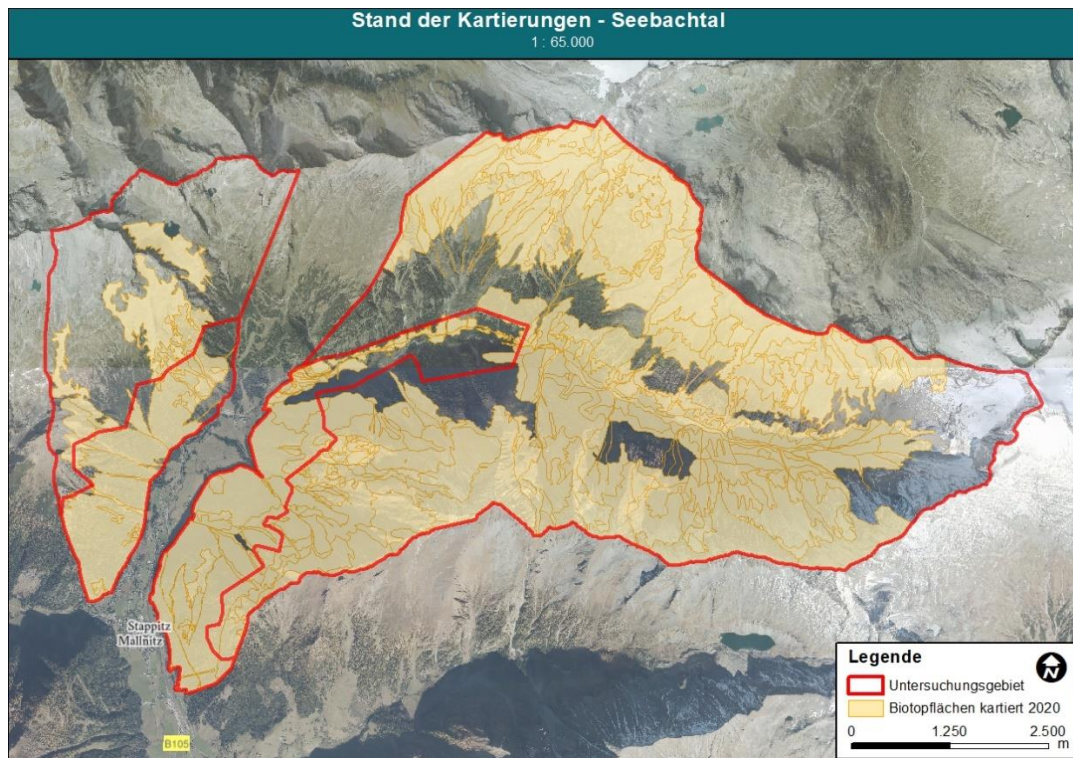 Stand der Kartierungen - Seebachtal
1 : 65.000
Stappitz
Mallnitz
B105
Legende
N
Untersuchungsgebiet
Biotopflächen kartiert 2020
0 1.250 2.500
m